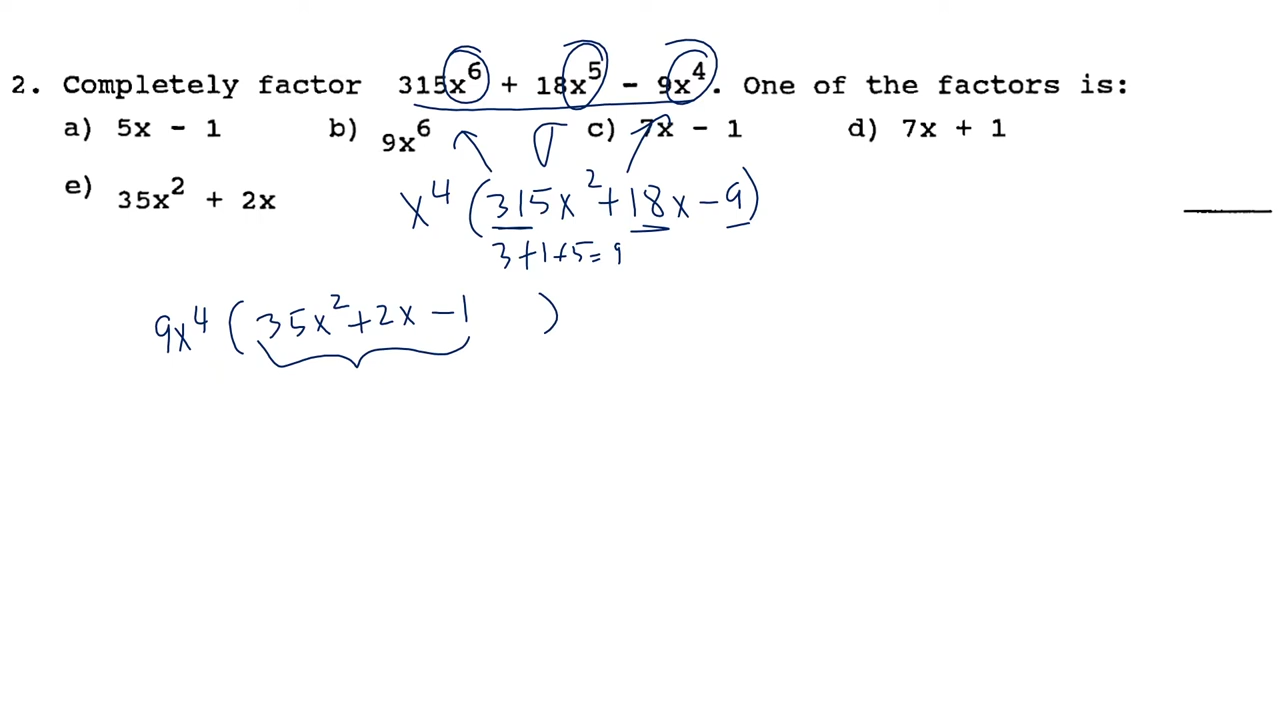 2. Completely factor 315x⁶ + 18x⁵ - 9x⁴. One of the factors is:
a) 5x - 1 b) 9x⁶ c) 7x - 1 d) 7x + 1
e) 35x² + 2x
x⁴(315x²+18x-9)
3+1+5=9
9x⁴(35x²+2x-1 )